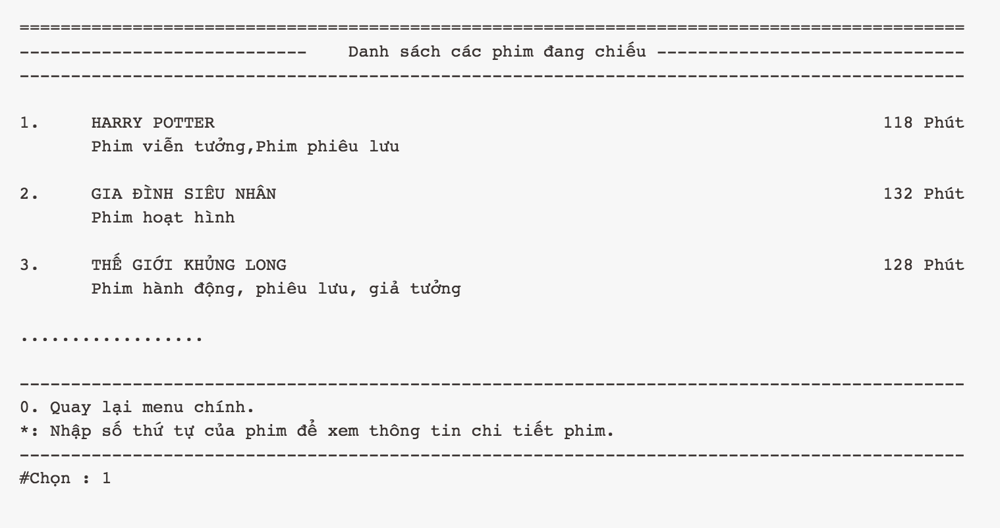 ============================================================================================
----------------------------    Danh sách các phim đang chiếu ------------------------------
--------------------------------------------------------------------------------------------
1.     HARRY POTTER                                                                 118 Phút
       Phim viễn tưởng,Phim phiêu lưu
2.     GIA ĐÌNH SIÊU NHÂN                                                           132 Phút
       Phim hoạt hình
3.     THẾ GIỚI KHỦNG LONG                                                          128 Phút
       Phim hành động, phiêu lưu, giả tưởng
..................
--------------------------------------------------------------------------------------------
0. Quay lại menu chính.
*: Nhập số thứ tự của phim để xem thông tin chi tiết phim.
--------------------------------------------------------------------------------------------
#Chọn : 1